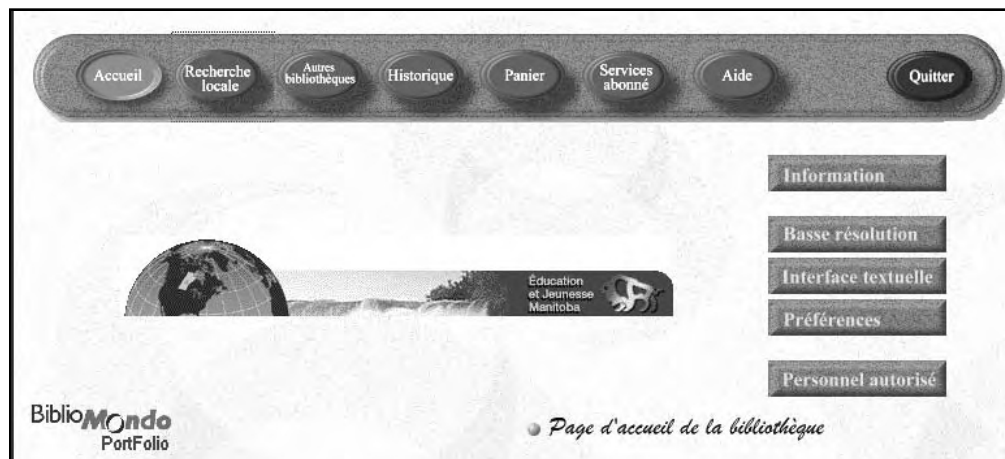 Accueil
Recherche
locale
Autres
bibliothèques
Historique
Panier
Services
abonné
Aide
Quitter
Information
Basse résolution
Interface textuelle
Préférences
Personnel autorisé
Éducation
et Jeunesse
Manitoba
BiblioMondo
PortFolio
Page d'accueil de la bibliothèque